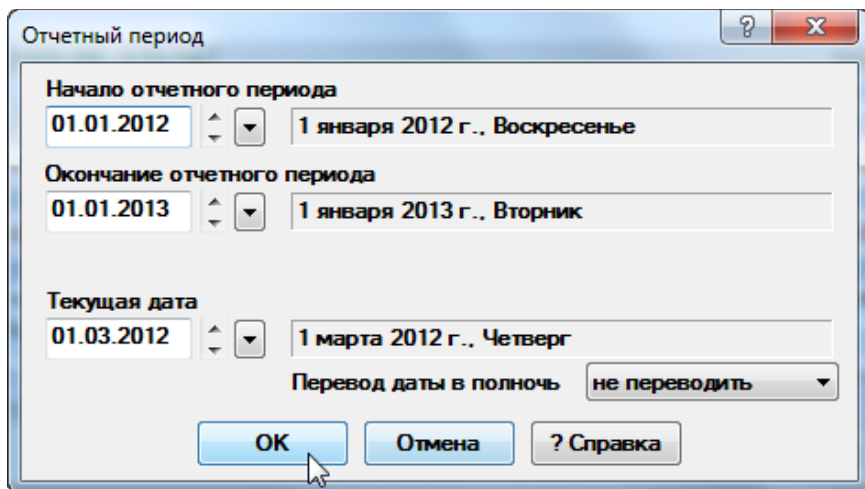 Отчетный период
Начало отчетного периода
01.01.2012 1 января 2012 г., Воскресенье
Окончание отчетного периода
01.01.2013 1 января 2013 г., Вторник
Текущая дата
01.03.2012 1 марта 2012 г., Четверг
Перевод даты в полночь не переводить
OK Отмена ? Справка